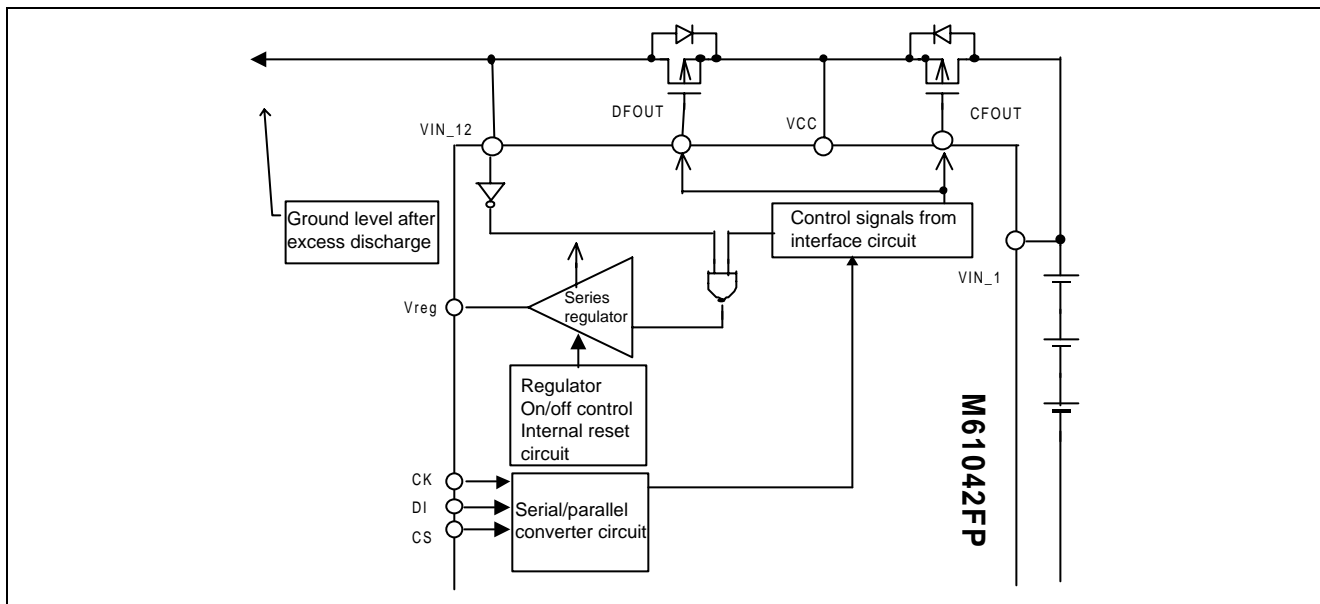 DFOUT
VCC
CFOUT
VIN_12
Ground level after
excess discharge
Control signals from
interface circuit
VIN_1
Vreg
Series
regulator
Regulator
On/off control
Internal reset
circuit
M61042FP
CK
DI
CS
Serial/parallel
converter circuit